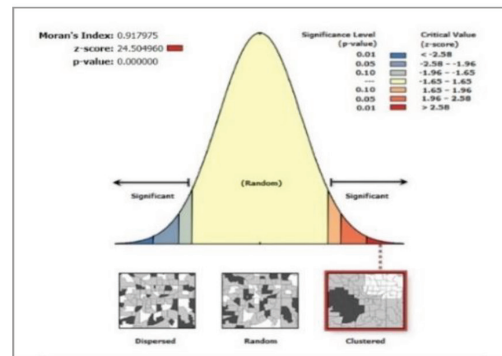 Moran's Index: 0.917975
z-score: 24.504960
p-value: 0.000000
Significance Level
(p-value)
Critical Value
(z-score)
0.01 < -2.58
0.05 -2.58 – -1.96
0.10 -1.96 – -1.65
--- -1.65 – 1.65
0.10 1.65 – 1.96
0.05 1.96 – 2.58
0.01 > 2.58
Significant
(Random)
Significant
Dispersed
Random
Clustered